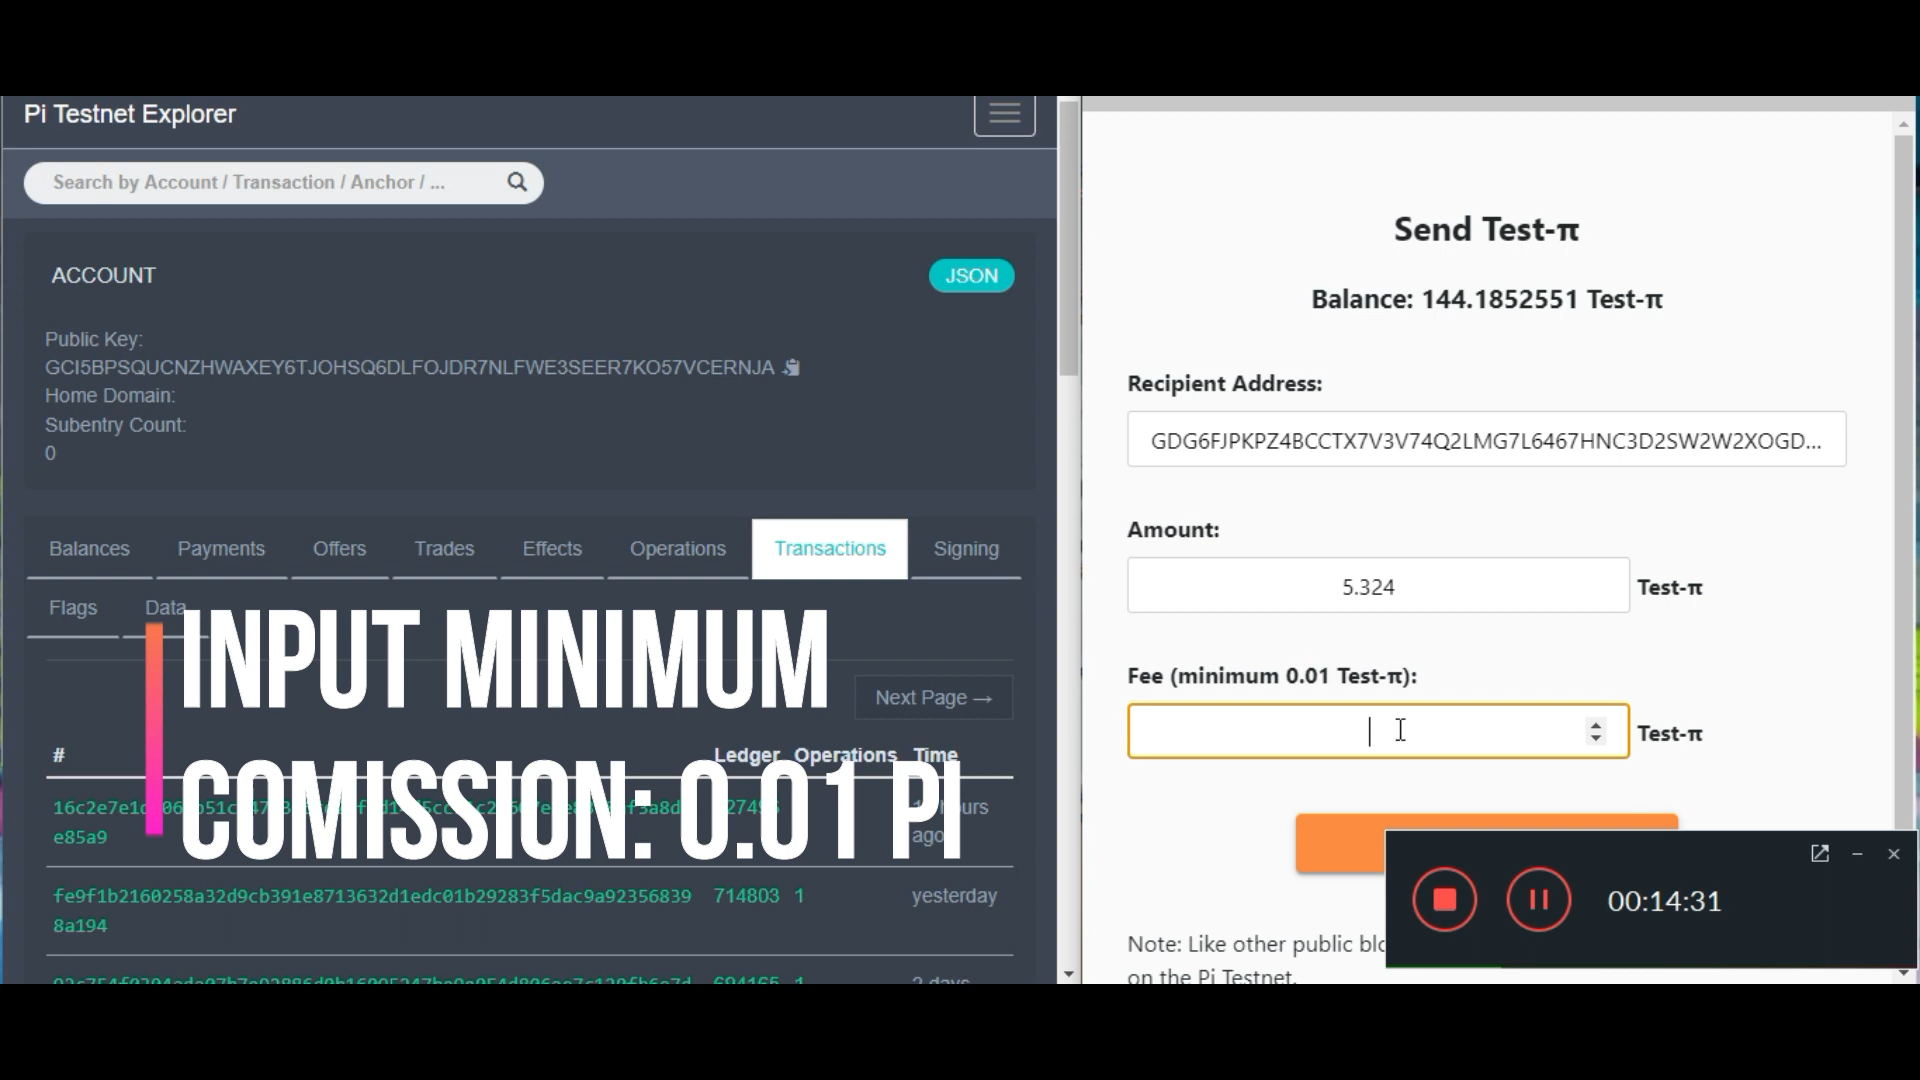 Pi Testnet Explorer
Search by Account / Transaction / Anchor / ...
ACCOUNT
JSON
Public Key:
GCI5BPSQUCNZHWAXEY6TJOHSQ6DLFOJDR7NLFWE3SEER7KO57VCERNJA
Home Domain:
Subentry Count:
0
Balances Payments Offers Trades Effects Operations Transactions Signing
Flags Data
Next Page →
# Ledger Operations Time
e85a9 ago
fe9f1b2160258a32d9cb391e8713632d1edc01b29283f5dac9a92356839 714803 1 yesterday
8a194
INPUT MINIMUM
COMISSION: 0.01 PI
Send Test-π
Balance: 144.1852551 Test-π
Recipient Address:
GDG6FJPKPZ4BCCTX7V3V74Q2LMG7L6467HNC3D2SW2W2XOGD...
Amount:
5.324 Test-π
Fee (minimum 0.01 Test-π):
Test-π
00:14:31
Note: Like other public
on the Pi Testnet.